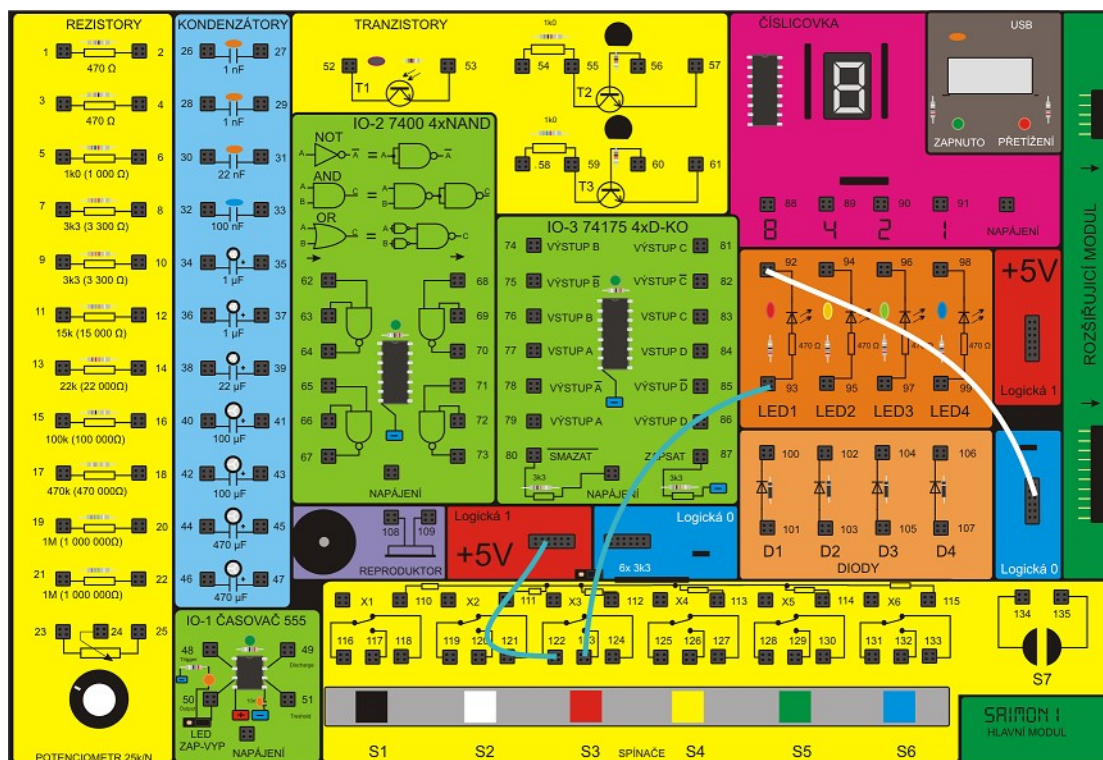 REZISTORY
1 2
470 Ω
3 4
470 Ω
5 6
1k0 (1 000 Ω)
7 8
3k3 (3 300 Ω)
9 10
3k3 (3 300 Ω)
11 12
15k (15 000 Ω)
13 14
22k (22 000Ω)
15 16
100k (100 000Ω)
17 18
470k (470 000Ω)
19 20
1M (1 000 000Ω)
21 22
1M (1 000 000Ω)
23 24 25
POTENCIOMETR 25k/N
KONDENZÁTORY
26 27
1 nF
28 29
1 nF
30 31
22 nF
32 33
100 nF
34 + 35
1 µF
36 + 37
1 µF
38 + 39
22 µF
40 + 41
100 µF
42 + 43
100 µF
44 + 45
470 µF
46 + 47
470 µF
IO-1 ČASOVAČ 555
48 49
Trigger Discharge
50 51
Output Treshold
LED
ZAP-VYP
NAPÁJENÍ
TRANZISTORY
52 53
T1
1k0
54 55 56 57
T2
1k0
.58 59 60 61
T3
IO-2 7400 4xNAND
NOT
A A = A A
AND
A B C = A B C
OR
A B C = A B C
62 68
63 69
64 70
65 71
66 72
67 73
NAPÁJENÍ
IO-3 74175 4xD-KO
74 VÝSTUP B VÝSTUP C 81
75 VÝSTUP B VÝSTUP C 82
76 VSTUP B VSTUP C 83
77 VSTUP A VSTUP D 84
78 VÝSTUP A VÝSTUP D 85
79 VÝSTUP A VÝSTUP D 86
80 SMAZAT ZAPSAT 87
3k3 3k3
NAPÁJENÍ
ČÍSLICOVKA
8
88 89 90 91
8 4 2 1
NAPÁJENÍ
USB
ZAPNUTO PŘETÍŽENÍ
92 94 96 98
470 Ω 470 Ω 470 Ω 470 Ω
93 95 97 99
LED1 LED2 LED3 LED4
+5V
Logická 1
100 102 104 106
101 103 105 107
D1 D2 D3 D4
DIODY
Logická 0
ROZŠIŘUJÍCÍ MODUL
108 109
REPRODUKTOR
Logická 1
+5V
Logická 0
6x 3k3
X1 110 X2 111 X3 112 X4 113 X5 114 X6 115
116 117 118 119 120 121 122 124 125 126 127 128 129 130 131 132 133
S1 S2 S3 SPÍNAČE S4 S5 S6
134 135
S7
SAIMON 1
HLAVNÍ MODUL